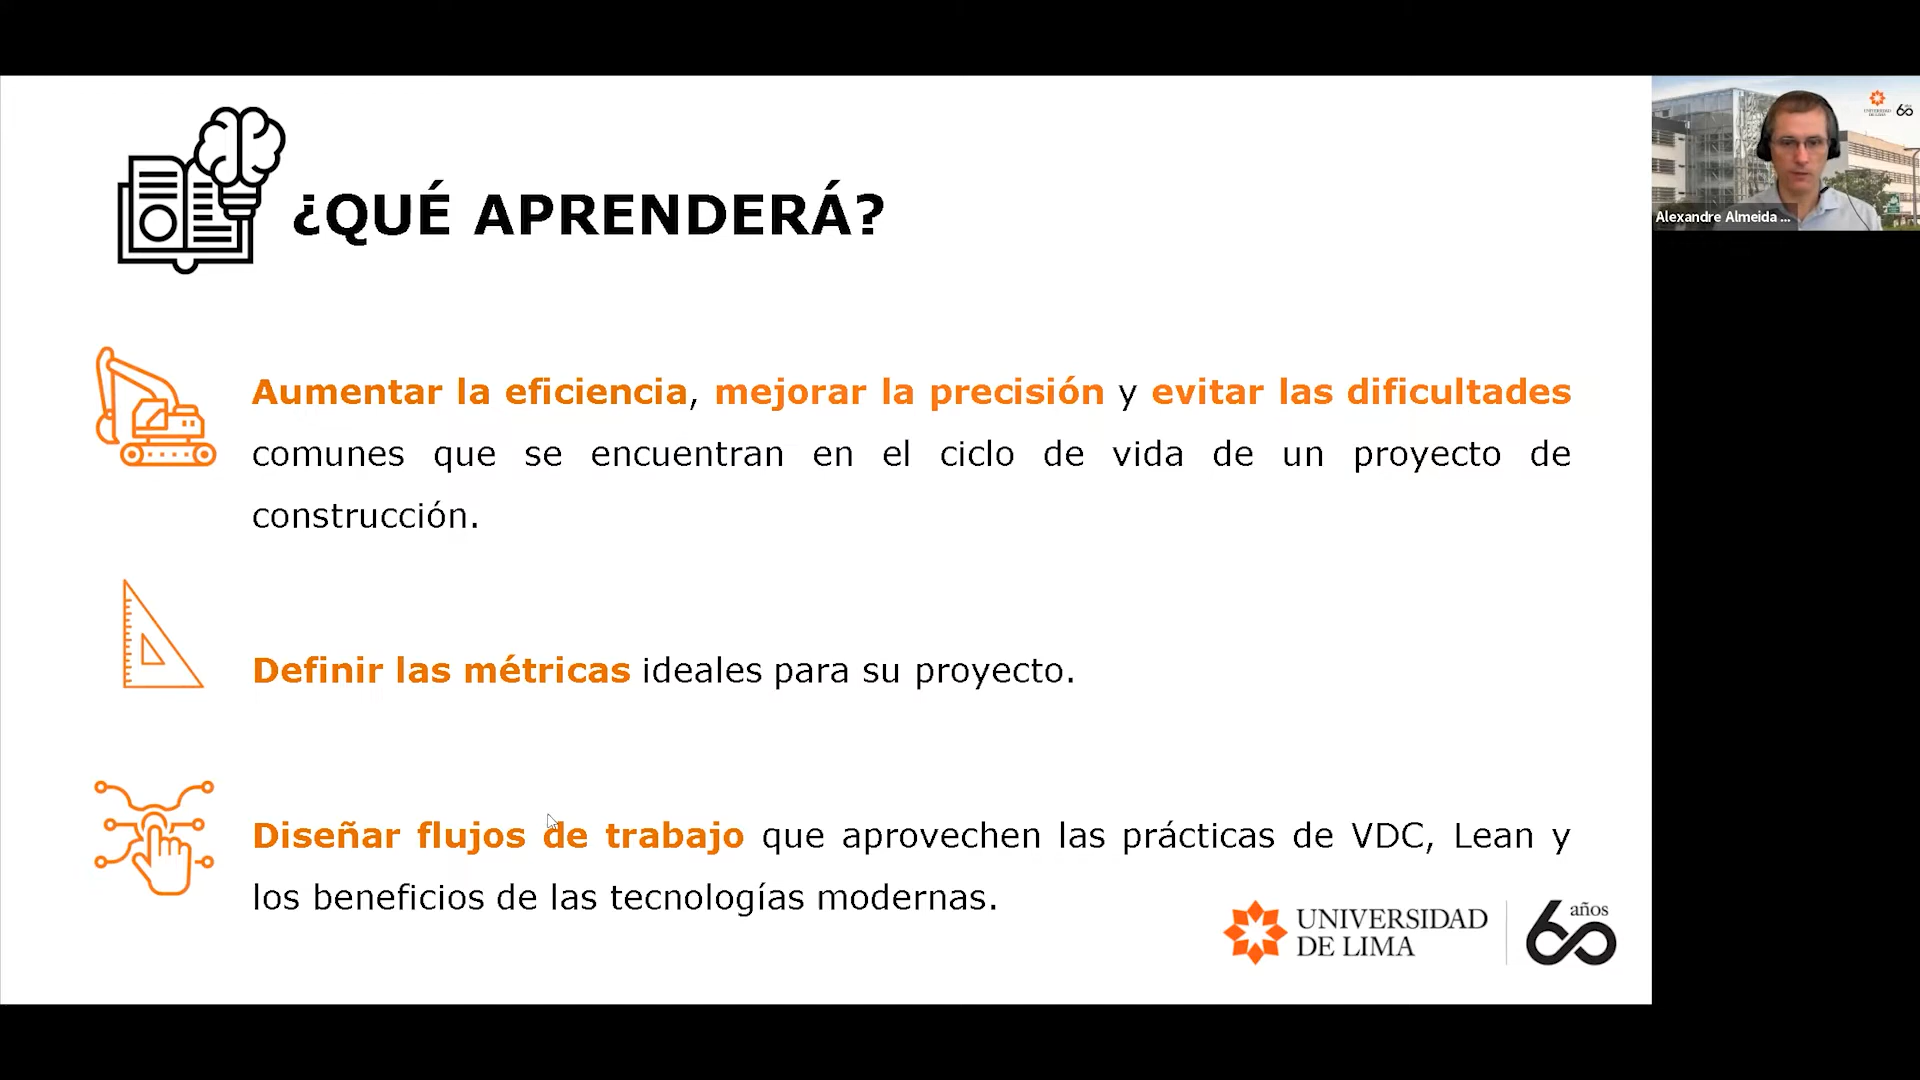 ¿QUÉ APRENDERÁ?
Aumentar la eficiencia, mejorar la precisión y evitar las dificultades
comunes que se encuentran en el ciclo de vida de un proyecto de
construcción.
Definir las métricas ideales para su proyecto.
Diseñar flujos de trabajo que aprovechen las prácticas de VDC, Lean y
los beneficios de las tecnologías modernas.
UNIVERSIDAD
DE LIMA
60 años
Alexandre Almeida ...
60